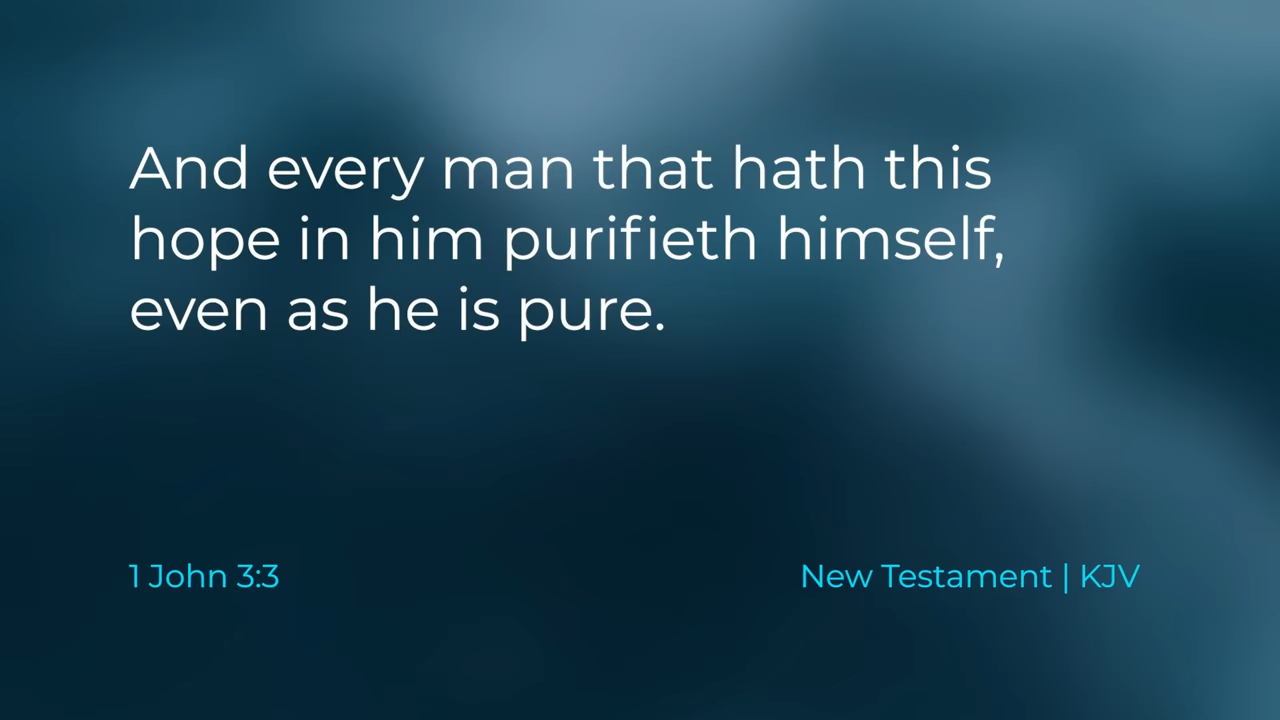 And every man that hath this
hope in him purifieth himself,
even as he is pure.
1 John 3:3
New Testament | KJV